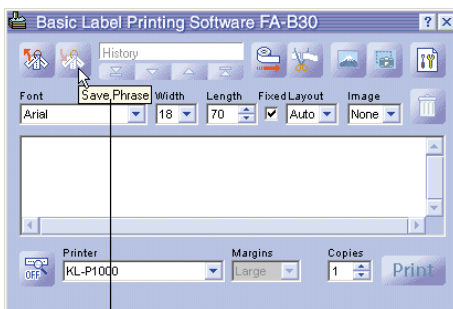 Basic Label Printing Software FA-B30
History
Save Phrase
Font Width Length Fixed Layout Image
Arial 18 70 Auto None
Printer Margins Copies
OFF KL-P1000 Large 1 Print